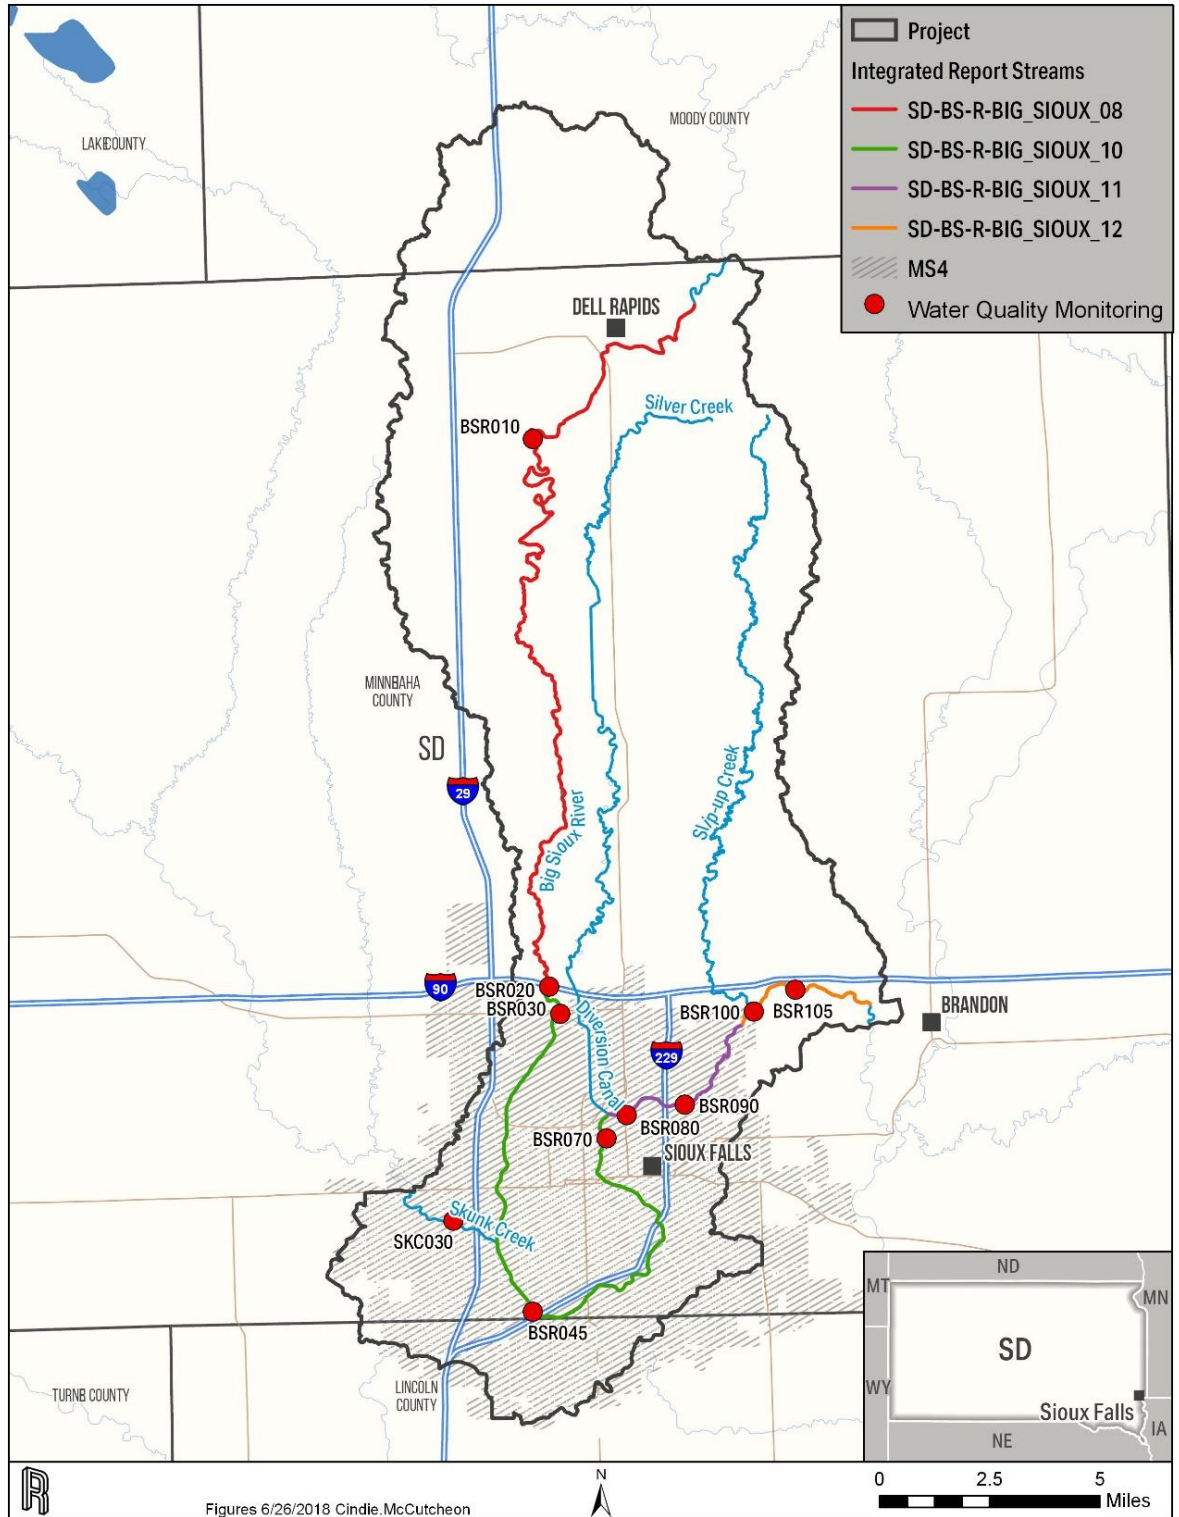 Project
Integrated Report Streams
SD-BS-R-BIG_SIOUX_08
SD-BS-R-BIG_SIOUX_10
SD-BS-R-BIG_SIOUX_11
SD-BS-R-BIG_SIOUX_12
MS4
Water Quality Monitoring
MOODY COUNTY
LAKECOUNTY
DELL RAPIDS
Silver Creek
BSR010
MINNEHAHA
COUNTY
SD
29
Big Sioux River
Slip-up Creek
90
BSR020
BSR030
Diversion Canal
BSR100
BSR105
BRANDON
229
BSR090
BSR080
BSR070
SIOUX FALLS
Skunk Creek
SKC030
BSR045
TURNE COUNTY
LINCOLN
COUNTY
ND
MT
MN
SD
WY
Sioux Falls
IA
NE
0 2.5 5
Miles
N
R
Figures 6/26/2018 Cindie.McCutcheon